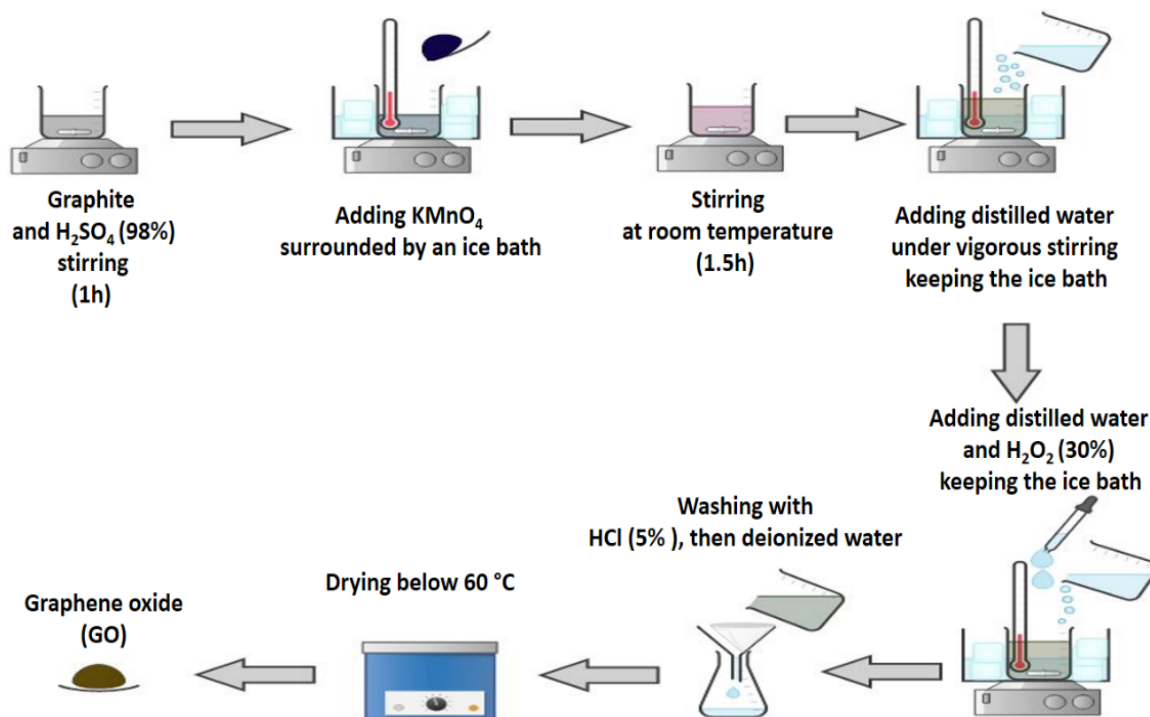 Graphite
and H₂SO₄ (98%)
stirring
(1h)
Adding KMnO₄
surrounded by an ice bath
Stirring
at room temperature
(1.5h)
Adding distilled water
under vigorous stirring
keeping the ice bath
Adding distilled water
and H₂O₂ (30%)
keeping the ice bath
Washing with
HCl (5% ), then deionized water
Drying below 60 °C
Graphene oxide
(GO)